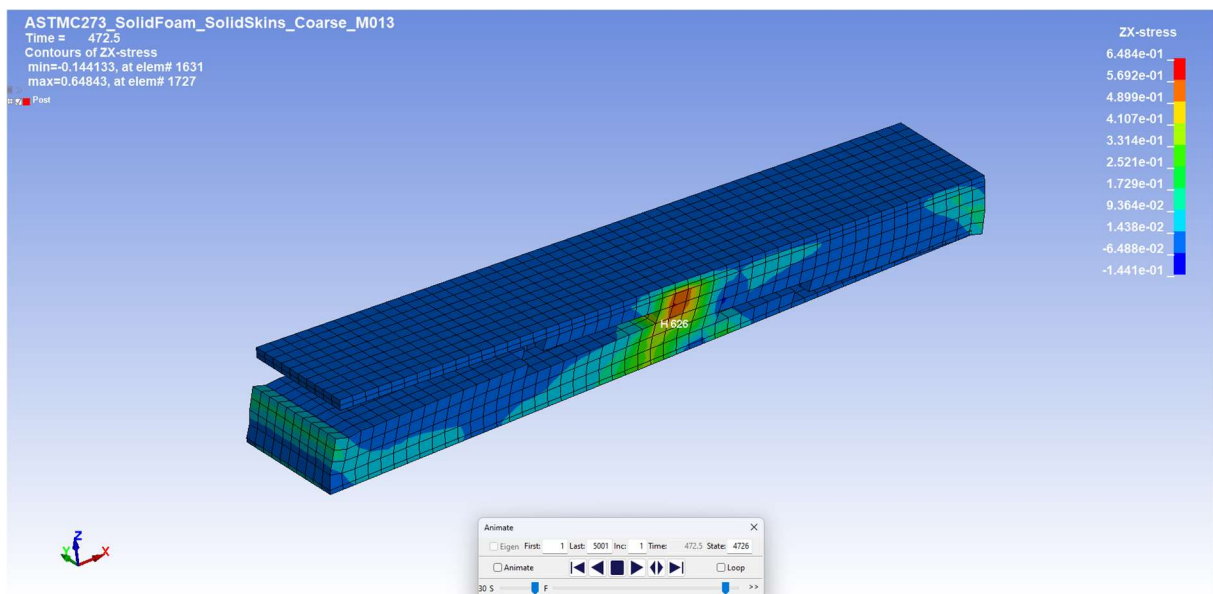 ASTMC273_SolidFoam_SolidSkins_Coarse_M013
Time = 472.5
Contours of ZX-stress
min=-0.144133, at elem# 1631
max=0.64843, at elem# 1727
Post
ZX-stress
6.484e-01
5.692e-01
4.899e-01
4.107e-01
3.314e-01
2.521e-01
1.729e-01
9.364e-02
1.438e-02
-6.488e-02
-1.441e-01
H 626
Z
Y
X
Animate
Eigen First: 1 Last: 5001 Inc: 1 Time: 472.5 State: 4726
Animate Loop
30 S F >>